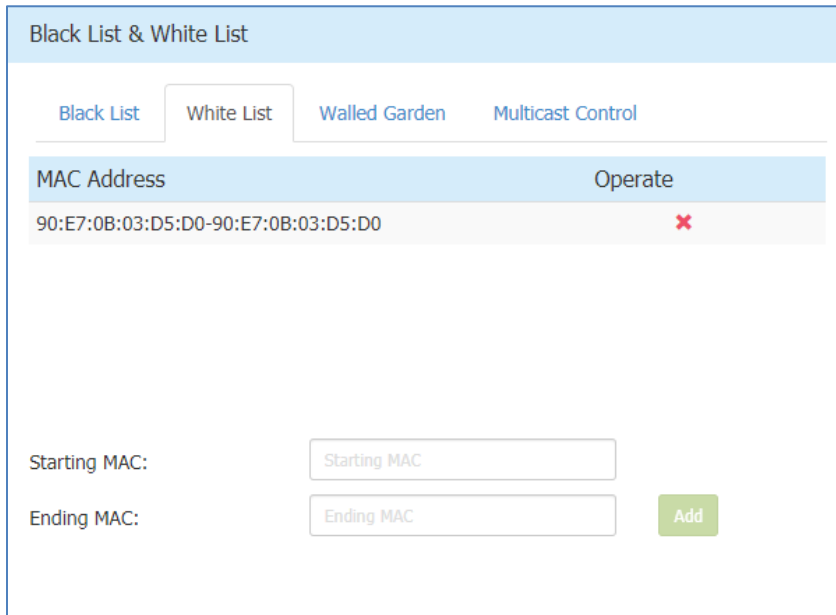 Black List & White List
Black List White List Walled Garden Multicast Control
MAC Address Operate
90:E7:0B:03:D5:D0-90:E7:0B:03:D5:D0
Starting MAC: Starting MAC
Ending MAC: Ending MAC Add